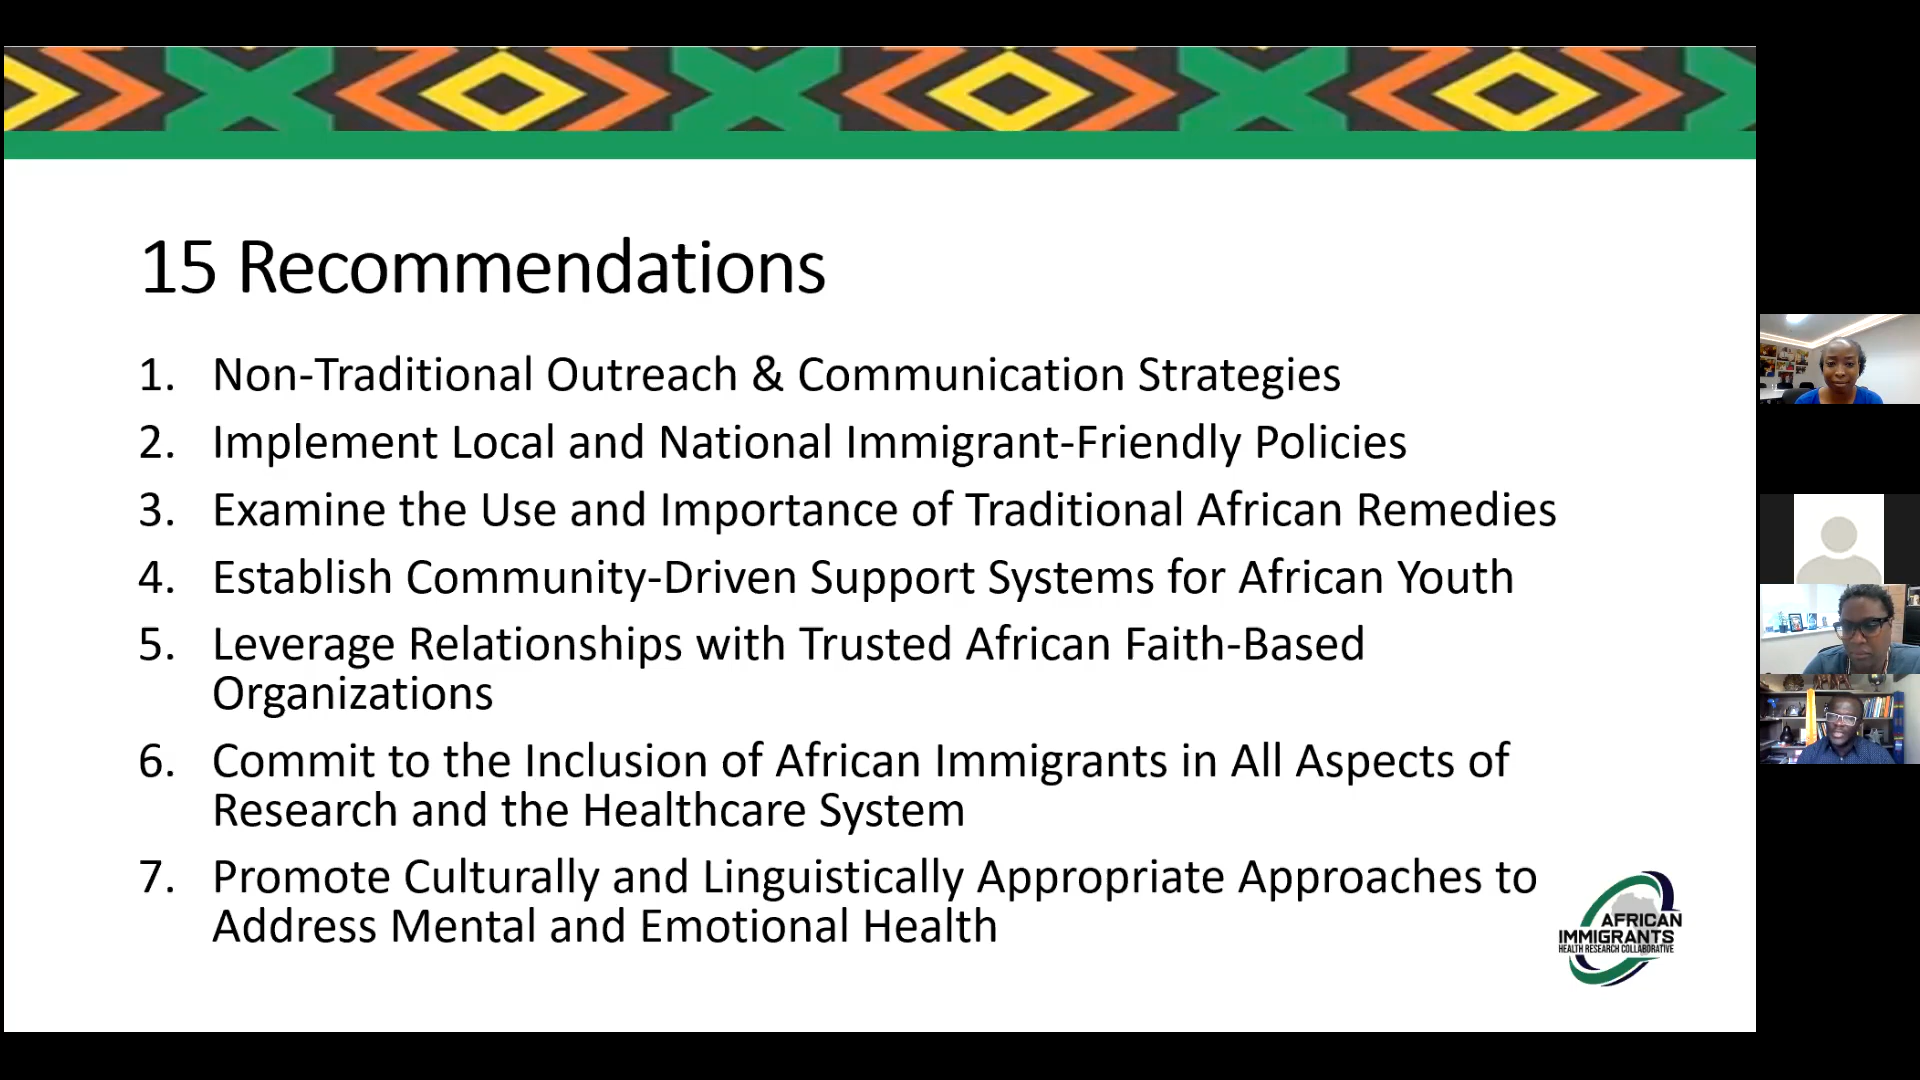 15 Recommendations
1. Non-Traditional Outreach & Communication Strategies
2. Implement Local and National Immigrant-Friendly Policies
3. Examine the Use and Importance of Traditional African Remedies
4. Establish Community-Driven Support Systems for African Youth
5. Leverage Relationships with Trusted African Faith-Based
Organizations
6. Commit to the Inclusion of African Immigrants in All Aspects of
Research and the Healthcare System
7. Promote Culturally and Linguistically Appropriate Approaches to
Address Mental and Emotional Health
AFRICAN
IMMIGRANTS
HEALTH RESEARCH COLLABORATIVE